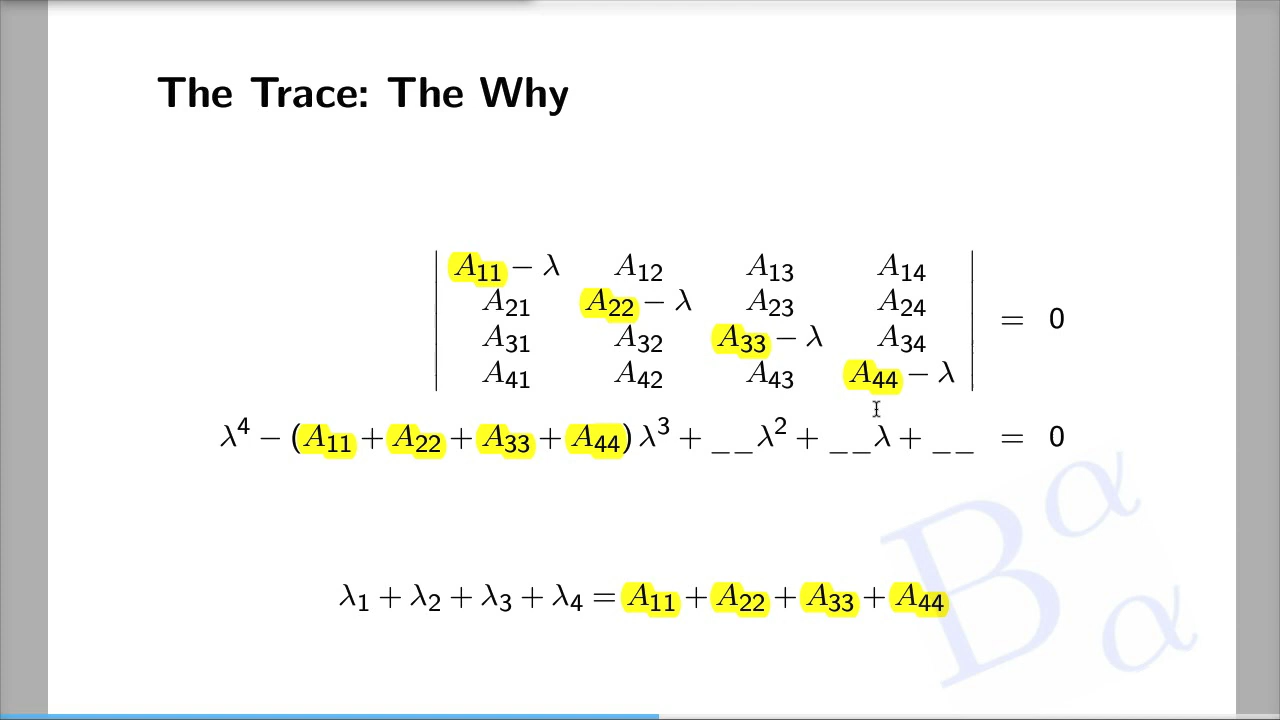 The Trace: The Why
A₁₁ − λ A₁₂ A₁₃ A₁₄
A₂₁ A₂₂ − λ A₂₃ A₂₄
= 0
A₃₁ A₃₂ A₃₃ − λ A₃₄
A₄₁ A₄₂ A₄₃ A₄₄ − λ
λ⁴ − (A₁₁ + A₂₂ + A₃₃ + A₄₄) λ³ + __λ² + __λ + __ = 0
λ₁ + λ₂ + λ₃ + λ₄ = A₁₁ + A₂₂ + A₃₃ + A₄₄
B α α